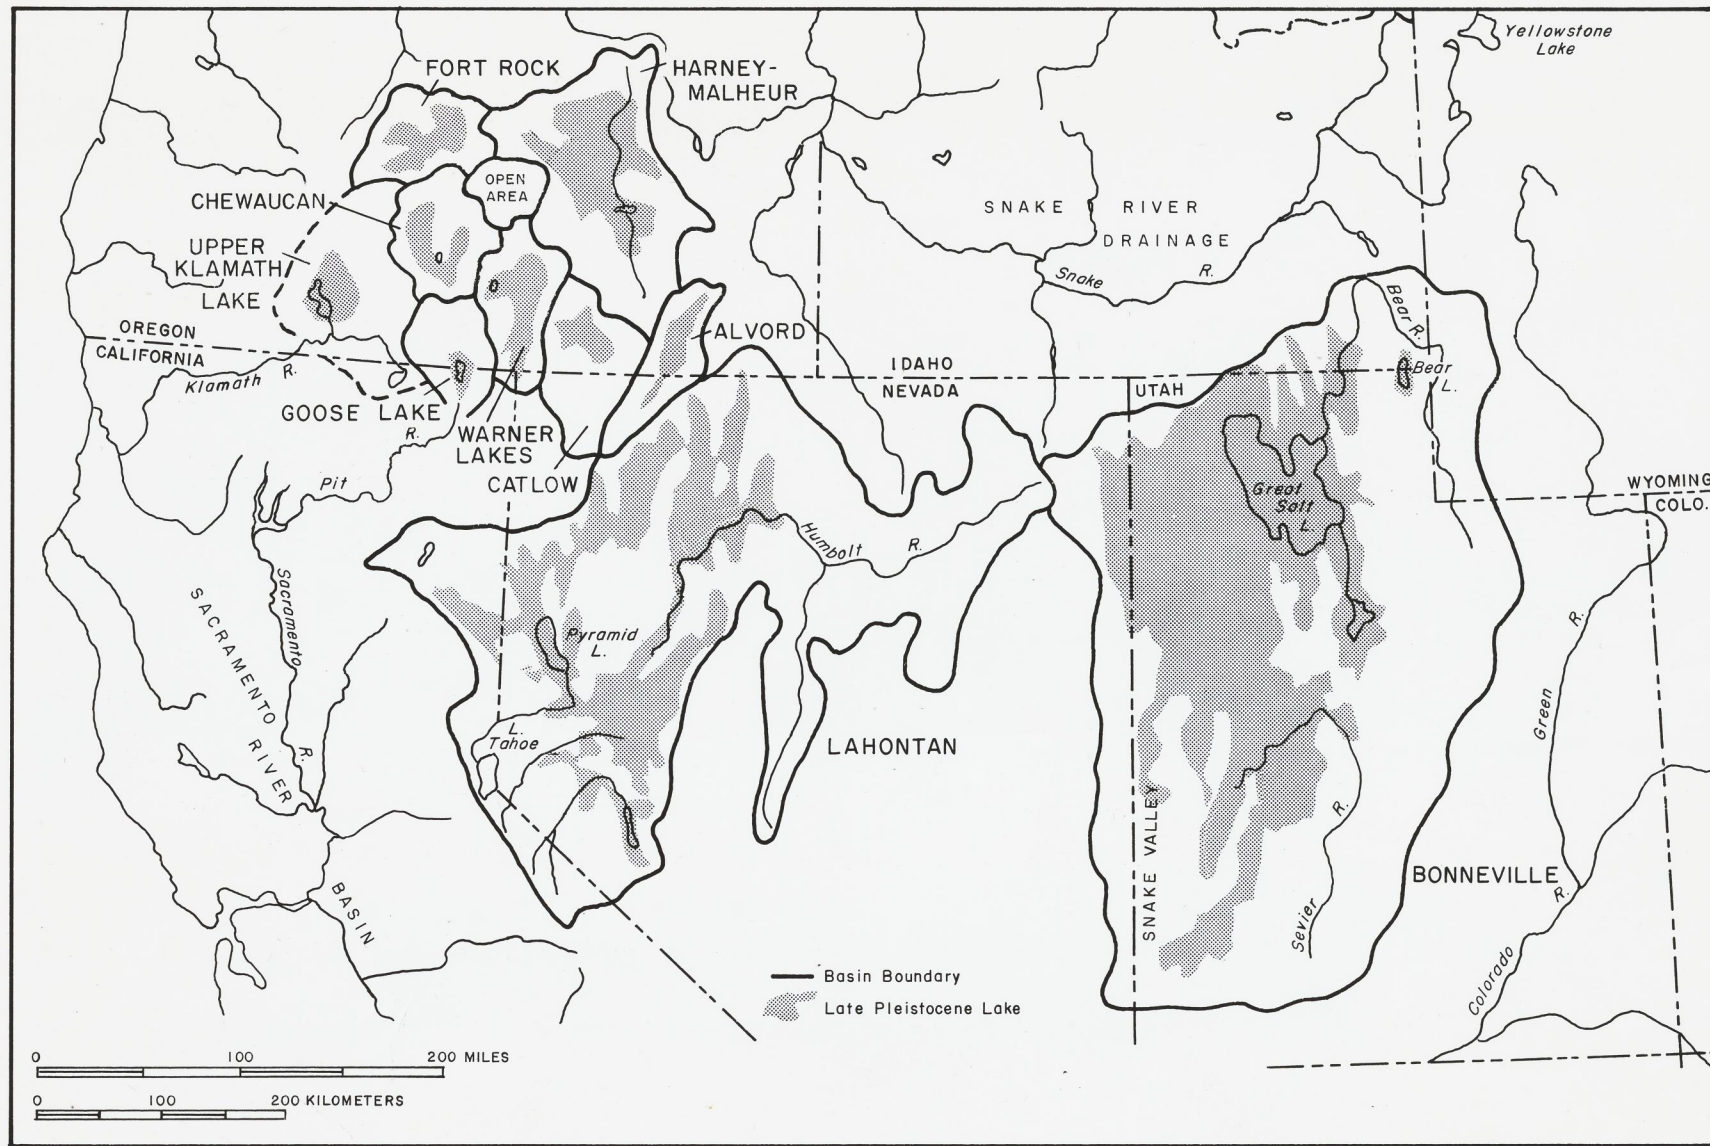 Yellowstone
Lake
FORT ROCK
HARNEY-
MALHEUR
OPEN
AREA
CHEWAUCAN
SNAKE RIVER
DRAINAGE
UPPER
KLAMATH
LAKE
Snake R.
Bear R.
OREGON
CALIFORNIA
ALVORD
IDAHO
NEVADA
UTAH
Bear
L.
Klamath R.
GOOSE LAKE
WARNER
LAKES
CATLOW
Pit R.
Great
Salt
L.
WYOMING
COLO.
Humbolt R.
Sacramento R.
SACRAMENTO RIVER BASIN
Pyramid
L.
L.
Tahoe
LAHONTAN
Green R.
SNAKE VALLEY
Sevier R.
BONNEVILLE
Colorado R.
Basin Boundary
Late Pleistocene Lake
0 100 200 MILES
0 100 200 KILOMETERS